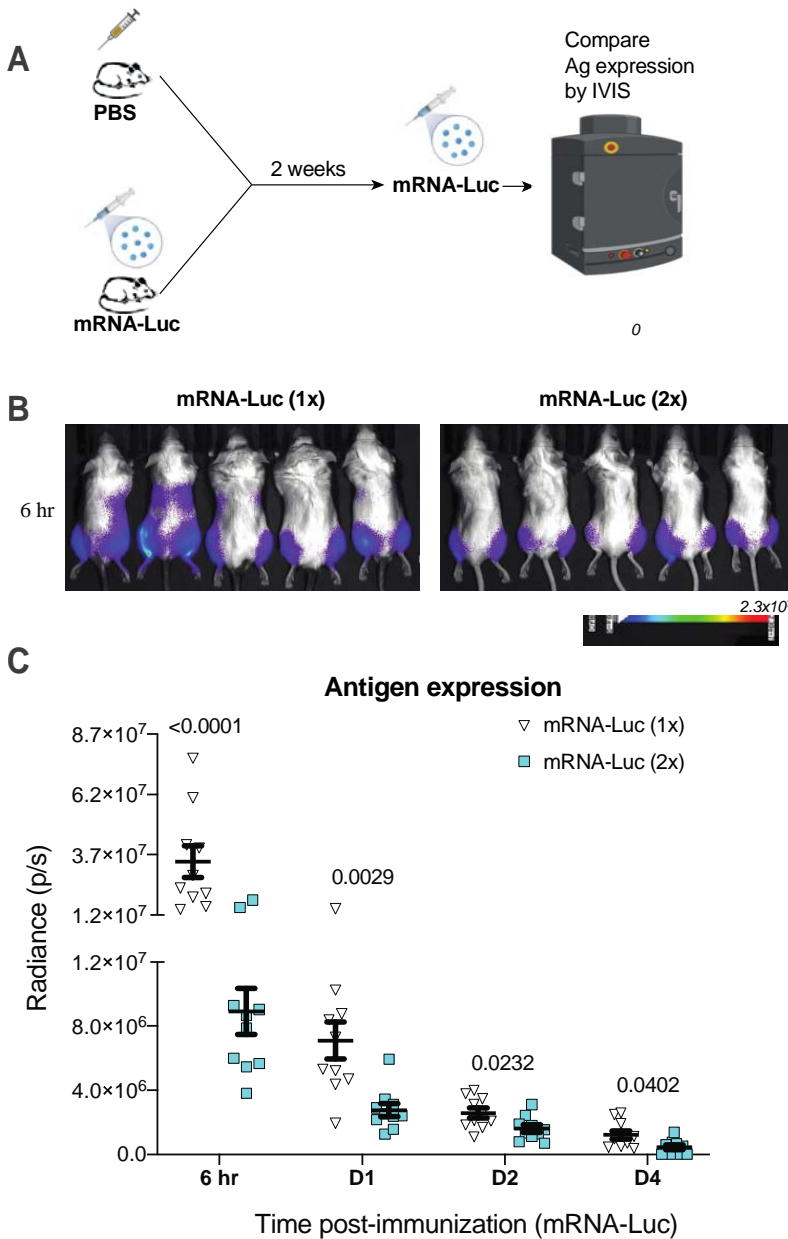 A
PBS
mRNA-Luc
2 weeks
mRNA-Luc
Compare
Ag expression
by IVIS
0
B
mRNA-Luc (1x)
mRNA-Luc (2x)
6 hr
2.3x10
C
Antigen expression
mRNA-Luc (1x)
mRNA-Luc (2x)
<0.0001
0.0029
0.0232
0.0402
Radiance (p/s)
8.7×10⁷
6.2×10⁷
3.7×10⁷
1.2×10⁷
1.2×10⁷
8.0×10⁶
4.0×10⁶
0.0
6 hr D1 D2 D4
Time post-immunization (mRNA-Luc)